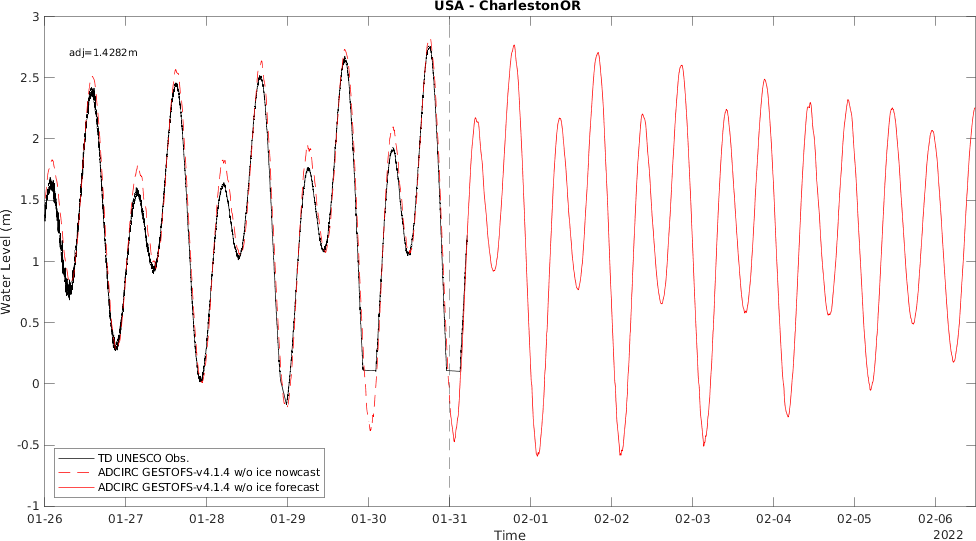 USA - CharlestonOR
adj=1.4282m
3
2.5
2
1.5
1
0.5
0
-0.5
-1
Water Level (m)
TD UNESCO Obs.
ADCIRC GESTOFS-v4.1.4 w/o ice nowcast
ADCIRC GESTOFS-v4.1.4 w/o ice forecast
01-26 01-27 01-28 01-29 01-30 01-31 02-01 02-02 02-03 02-04 02-05 02-06
Time
2022